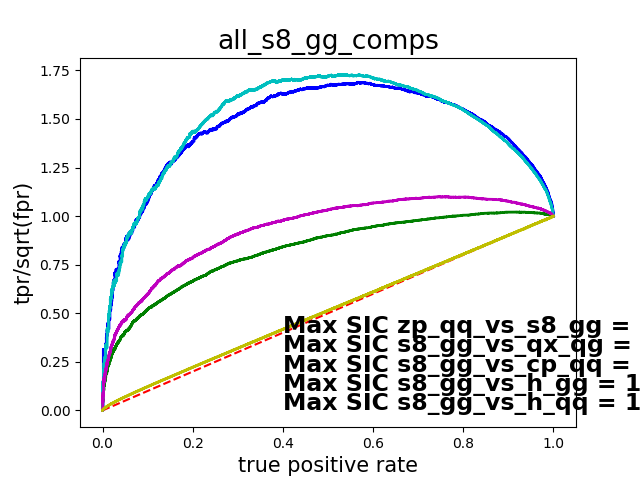 all_s8_gg_comps
tpr/sqrt(fpr)
1.75
1.50
1.25
1.00
0.75
0.50
0.25
0.00
Max SIC zp_qq_vs_s8_gg =
Max SIC s8_gg_vs_qx_qg =
Max SIC s8_gg_vs_cp_qq =
Max SIC s8_gg_vs_h_gg = 1
Max SIC s8_gg_vs_h_qq = 1
0.0 0.2 0.4 0.6 0.8 1.0
true positive rate